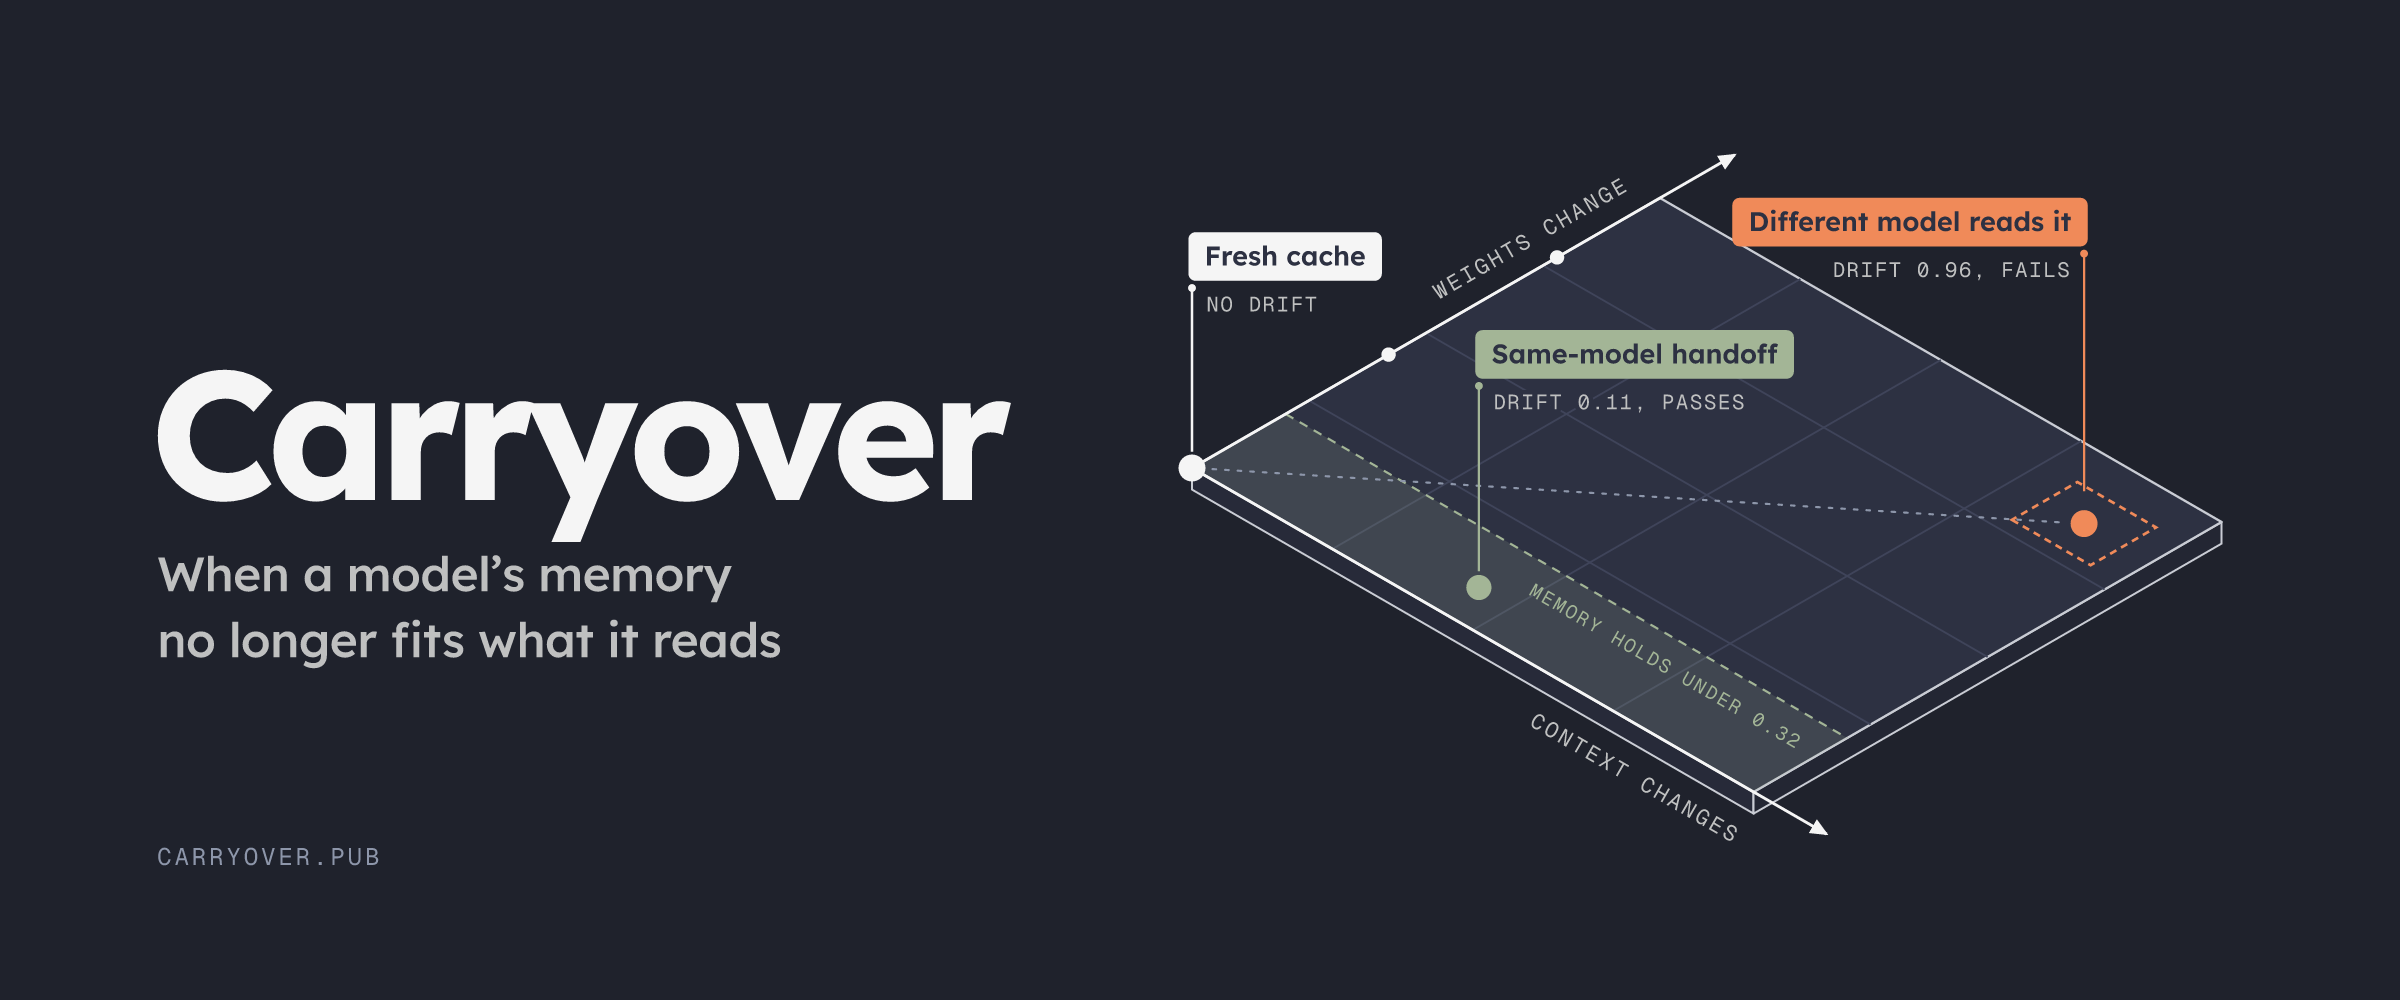 Carryover
When a model’s memory
no longer fits what it reads
CARRYOVER.PUB
Fresh cache
NO DRIFT
WEIGHTS CHANGE
Different model reads it
DRIFT 0.96, FAILS
Same-model handoff
DRIFT 0.11, PASSES
MEMORY HOLDS UNDER 0.32
CONTEXT CHANGES